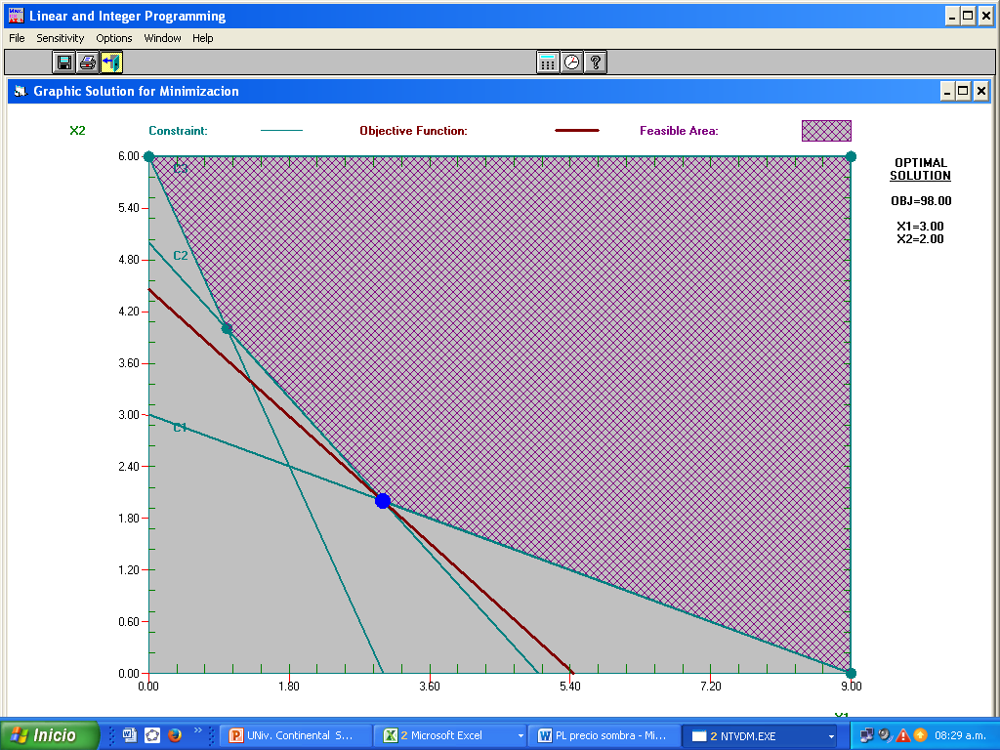 Linear and Integer Programming
File Sensitivity Options Window Help
Graphic Solution for Minimizacion
X2 Constraint: Objective Function: Feasible Area:
OPTIMAL
SOLUTION
OBJ=98.00
X1=3.00
X2=2.00
6.00
C3
5.40
C2
4.80
4.20
3.60
3.00
C1
2.40
1.80
1.20
0.60
0.00
0.00 1.80 3.60 5.40 7.20 9.00
X1
Inicio
»
UNiv. Continental S...
2 Microsoft Excel
PL precio sombra - Mi...
2 NTVDM.EXE
08:29 a.m.